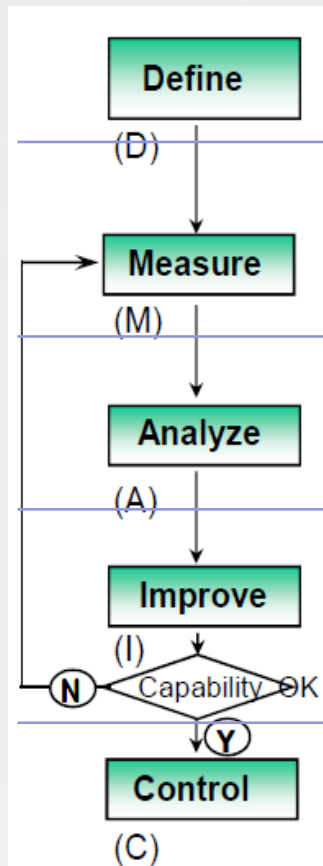 Define
(D)
Measure
(M)
Analyze
(A)
Improve
(I)
N
Capability OK
Y
Control
(C)